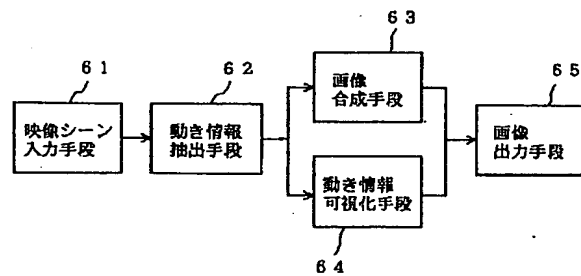 ６１
映像シーン
入力手段
６２
動き情報
抽出手段
６３
画像
合成手段
動き情報
可視化手段
６４
６５
画像
出力手段